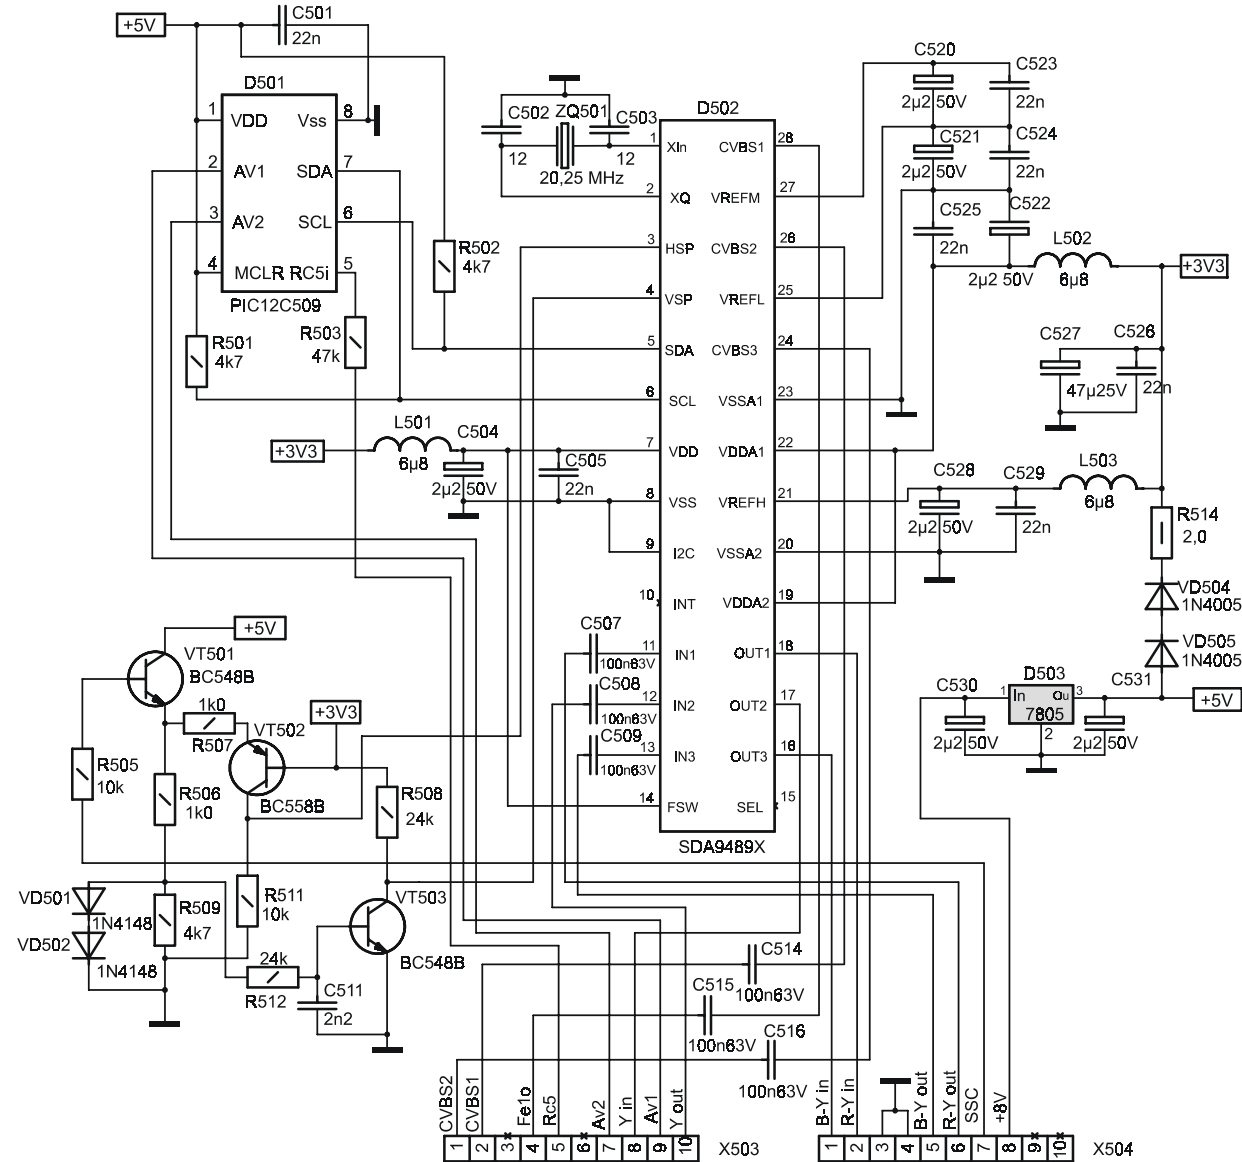 +5V
C501
22n
D501
1
VDD
Vss
8
2
AV1
SDA
7
3
AV2
SCL
6
4
MCLR
RC5i
5
PIC12C509
R501
4k7
R503
47k
R502
4k7
C502
12
ZQ501
20,25 MHz
C503
12
D502
1
XIn
CVBS1
28
2
XQ
VREFM
27
3
HSP
CVBS2
26
4
VSP
VREFL
25
5
SDA
CVBS3
24
6
SCL
VSSA1
23
7
VDD
VDDA1
22
8
VSS
VREFH
21
9
I2C
VSSA2
20
10
INT
VDDA2
19
11
IN1
OUT1
18
12
IN2
OUT2
17
13
IN3
OUT3
16
14
FSW
SEL
15
SDA9489X
C520
2µ2 50V
C523
22n
C521
2µ2 50V
C524
22n
C525
22n
C522
2µ2 50V
L502
6µ8
+3V3
C527
47µ25V
C526
22n
+3V3
L501
6µ8
C504
2µ2 50V
C505
22n
C528
2µ2 50V
C529
22n
L503
6µ8
R514
2,0
VD504
1N4005
VD505
1N4005
D503
1
In
Ou
3
7805
2
C530
2µ2 50V
C531
2µ2 50V
+5V
C507
100n63V
C508
100n63V
C509
100n63V
+5V
VT501
BC548B
1k0
R507
VT502
BC558B
+3V3
R505
10k
R506
1k0
R508
24k
VD501
1N4148
VD502
1N4148
R509
4k7
R511
10k
VT503
BC548B
24k
R512
C511
2n2
C514
100n63V
C515
100n63V
C516
100n63V
CVBS2
CVBS1
Fe1o
Rc5
Av2
Y in
Av1
Y out
1
2
3
4
5
6
7
8
9
10
X503
B-Y in
R-Y in
B-Y out
R-Y out
SSC
+8V
1
2
3
4
5
6
7
8
9
10
X504